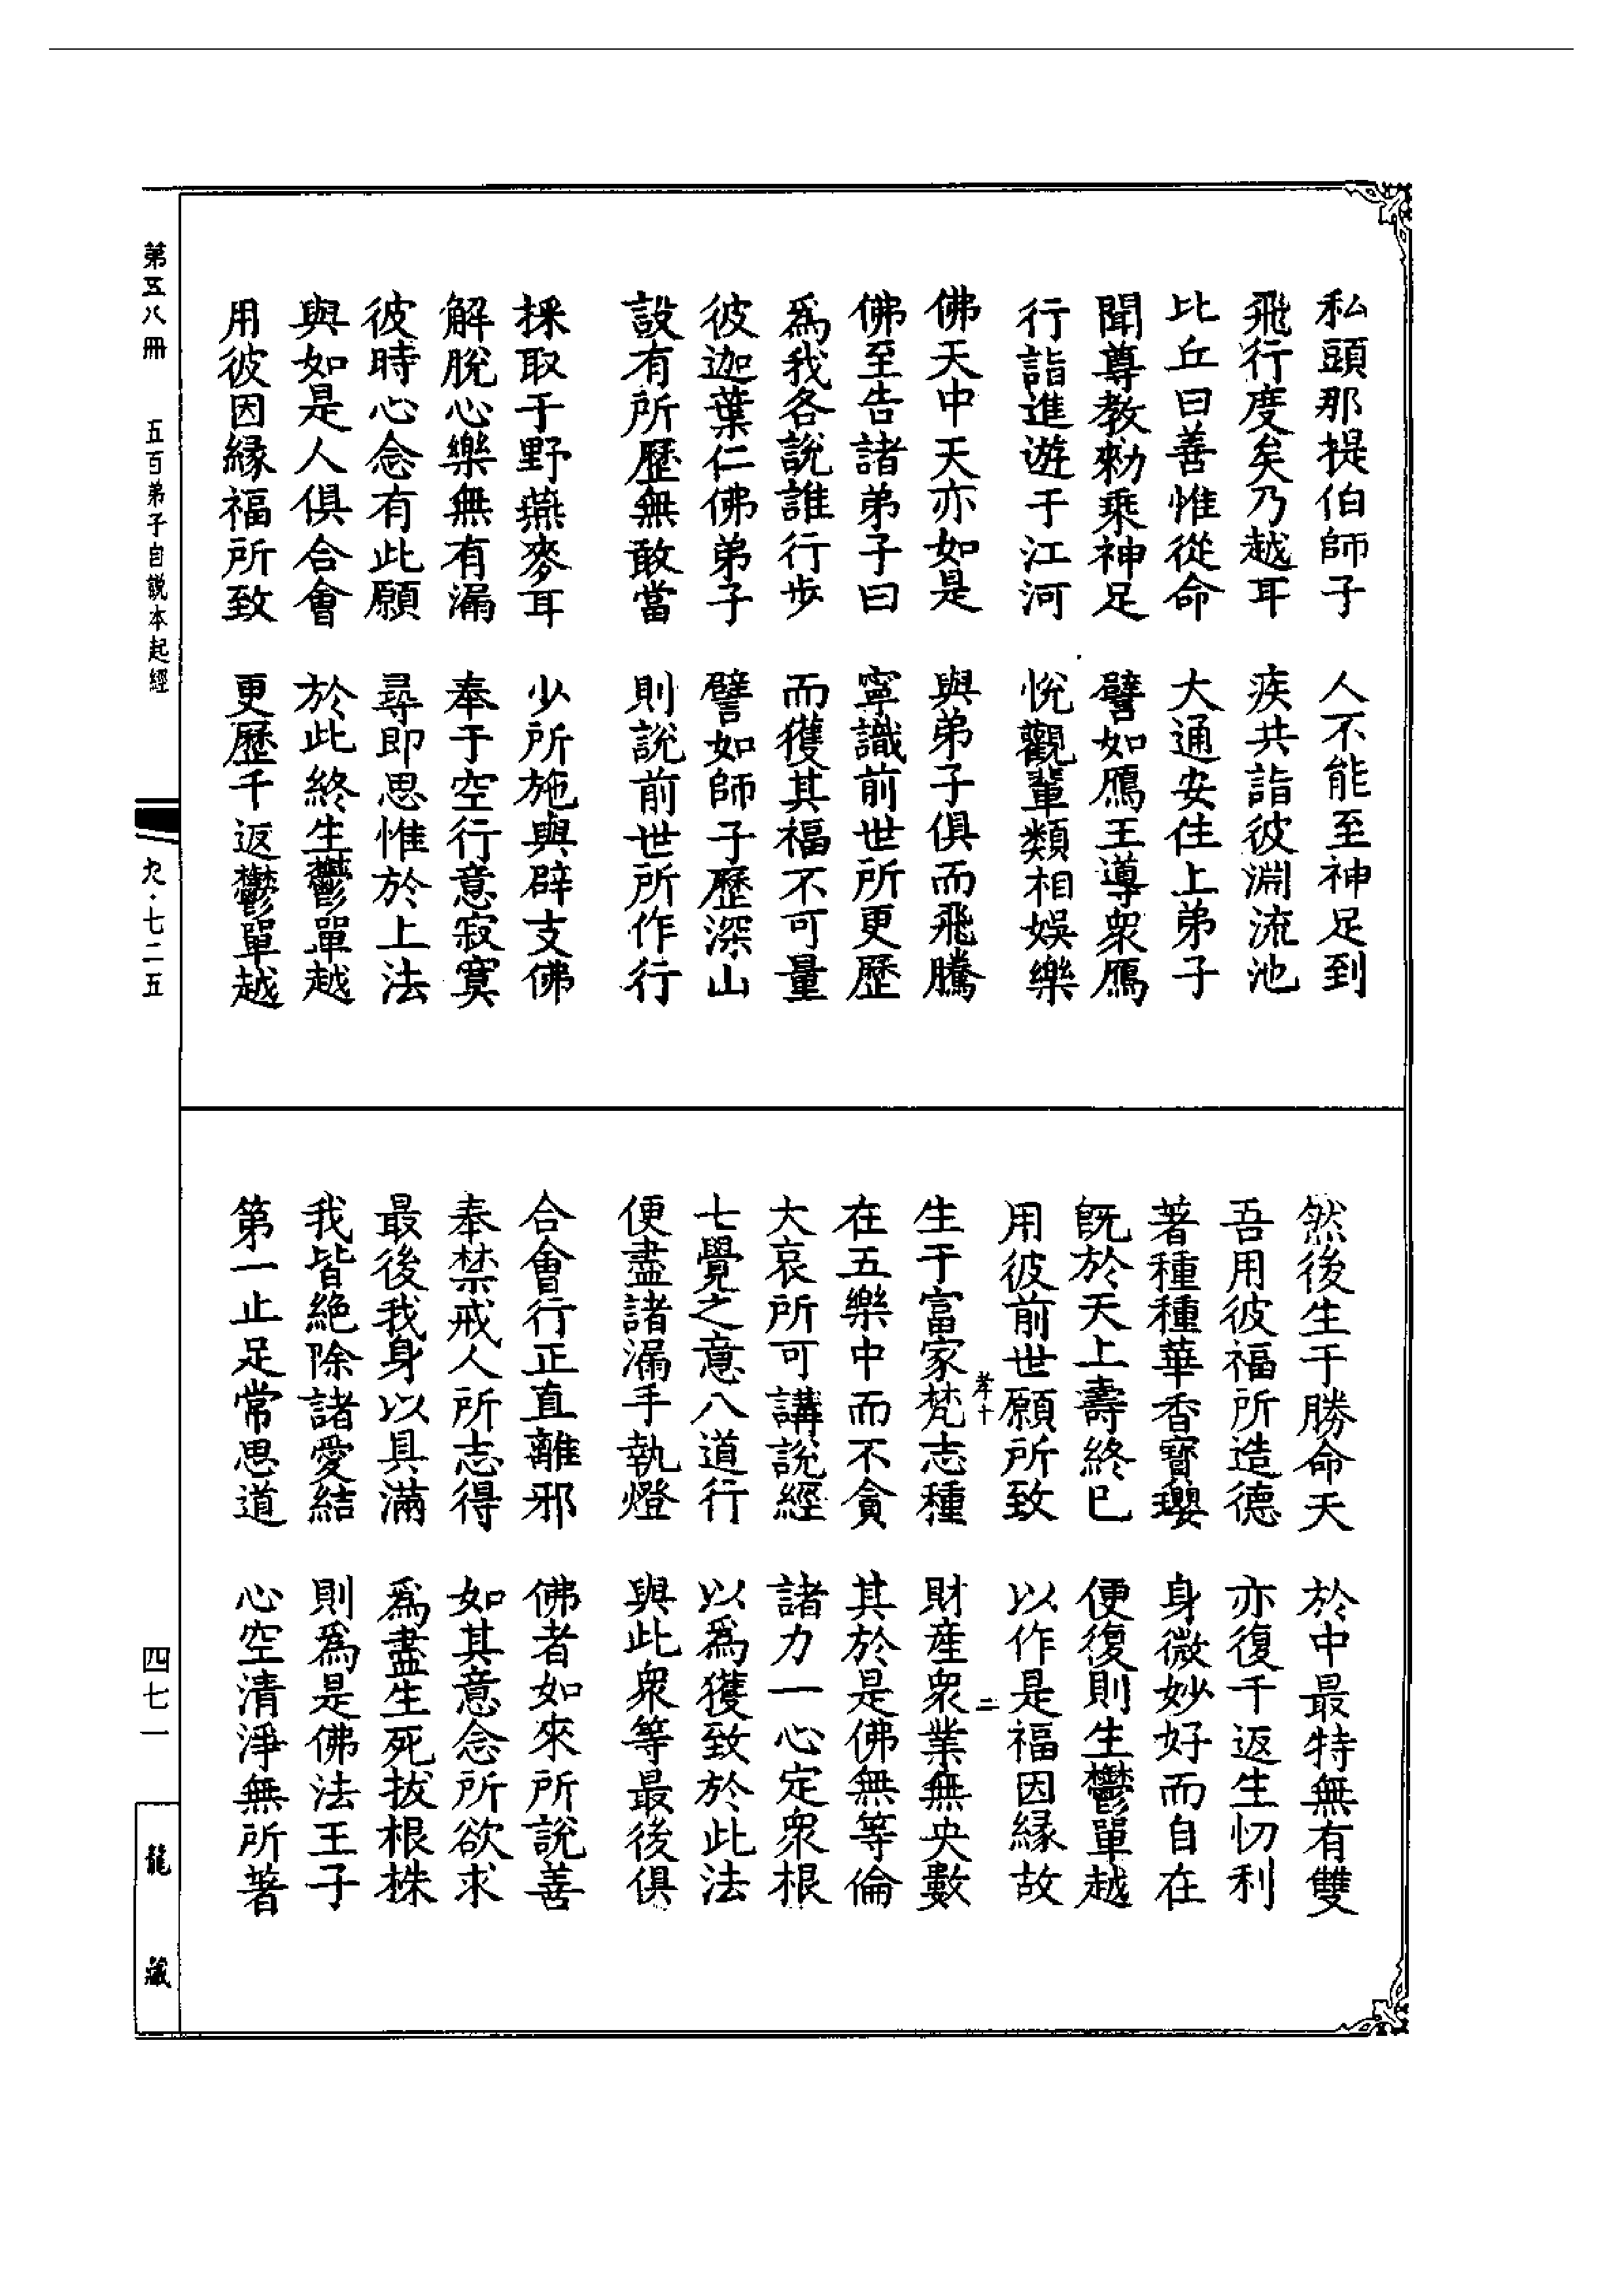 私頭那提伯師子　人不能至神足到
飛行度矣乃越耳　疾共詣彼淵流池
比丘曰善惟從命　大通安住上弟子
聞尊教勑乘神足　譬如鴈王導衆鴈
行詣進遊于江河　悅觀輩類相娛樂
佛天中天亦如是　與弟子俱而飛騰
佛至告諸弟子曰　寧識前世所更歷
爲我各說誰行步　而獲其福不可量
彼迦葉仁佛弟子　譬如師子歷深山
設有所歷無敢當　則說前世所作行
採取于野燕麥耳　少所施與辟支佛
解脫心樂無有漏　奉于空行意寂寞
彼時心念有此願　尋即思惟於上法
與如是人俱合會　於此終生鬱單越
用彼因緣福所致　更歷千返鬱單越
然後生于勝命天　於中最特無有雙
吾用彼福所造德　亦復千返生忉利
著種種華香寶瓔　身微妙好而自在
旣於天上壽終已　便復則生鬱單越
用彼前世願所致　以作是福因緣故
孝十　二
生于富家梵志種　財産衆業無央數
在五樂中而不貪　其於是佛無等倫
大哀所可講說經　諸力一心定衆根
七覺之意八道行　以爲獲致於此法
便盡諸漏手執燈　與此衆等最後俱
合會行正直離邪　佛者如來所說善
奉禁戒人所志得　如其意念所欲求
最後我身以具滿　爲盡生死拔根株
我皆絕除諸愛結　則爲是佛法王子
第一止足常思道　心空清淨無所著
第五八冊　五百弟子自說本起經　欠·七二五　四七一　龍藏